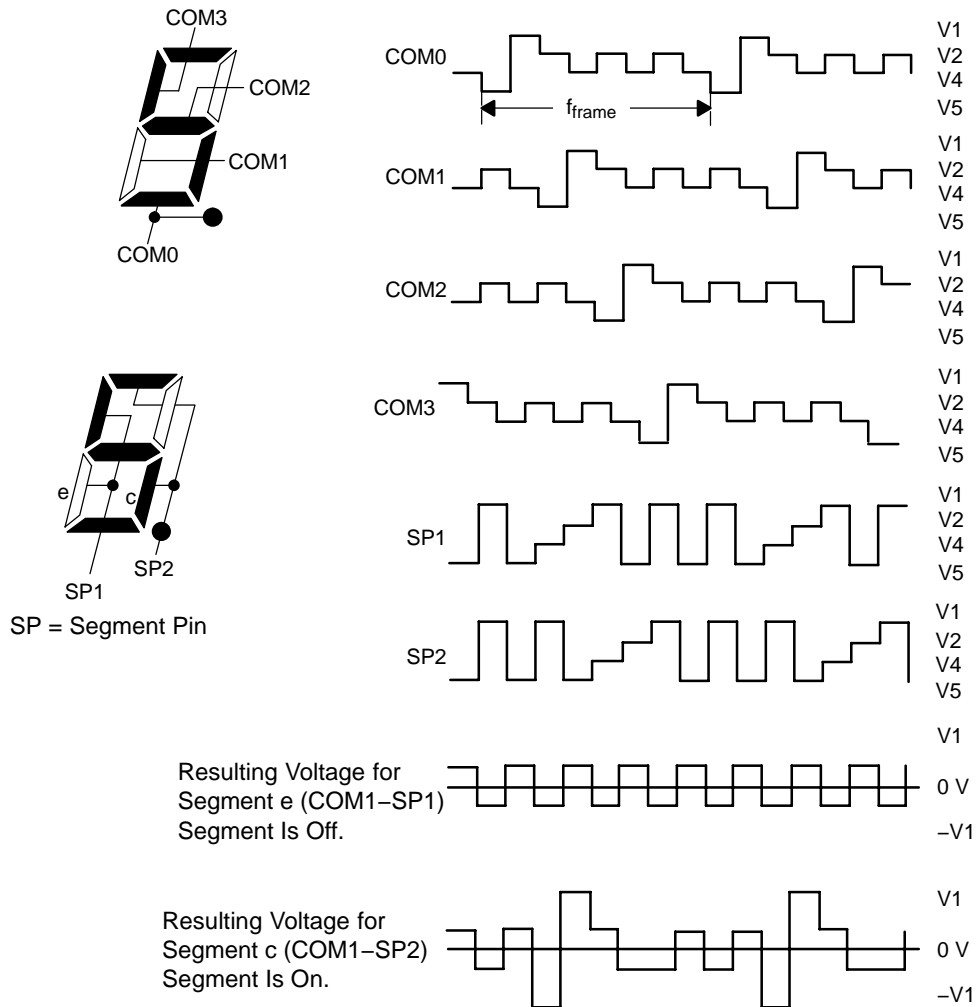 COM3
COM2
COM1
COM0
COM0
fframe
V1
V2
V4
V5
COM1
V1
V2
V4
V5
COM2
V1
V2
V4
V5
e
c
SP1
SP2
SP = Segment Pin
COM3
V1
V2
V4
V5
SP1
V1
V2
V4
V5
SP2
V1
V2
V4
V5
Resulting Voltage for
Segment e (COM1−SP1)
Segment Is Off.
V1
0 V
−V1
Resulting Voltage for
Segment c (COM1−SP2)
Segment Is On.
V1
0 V
−V1